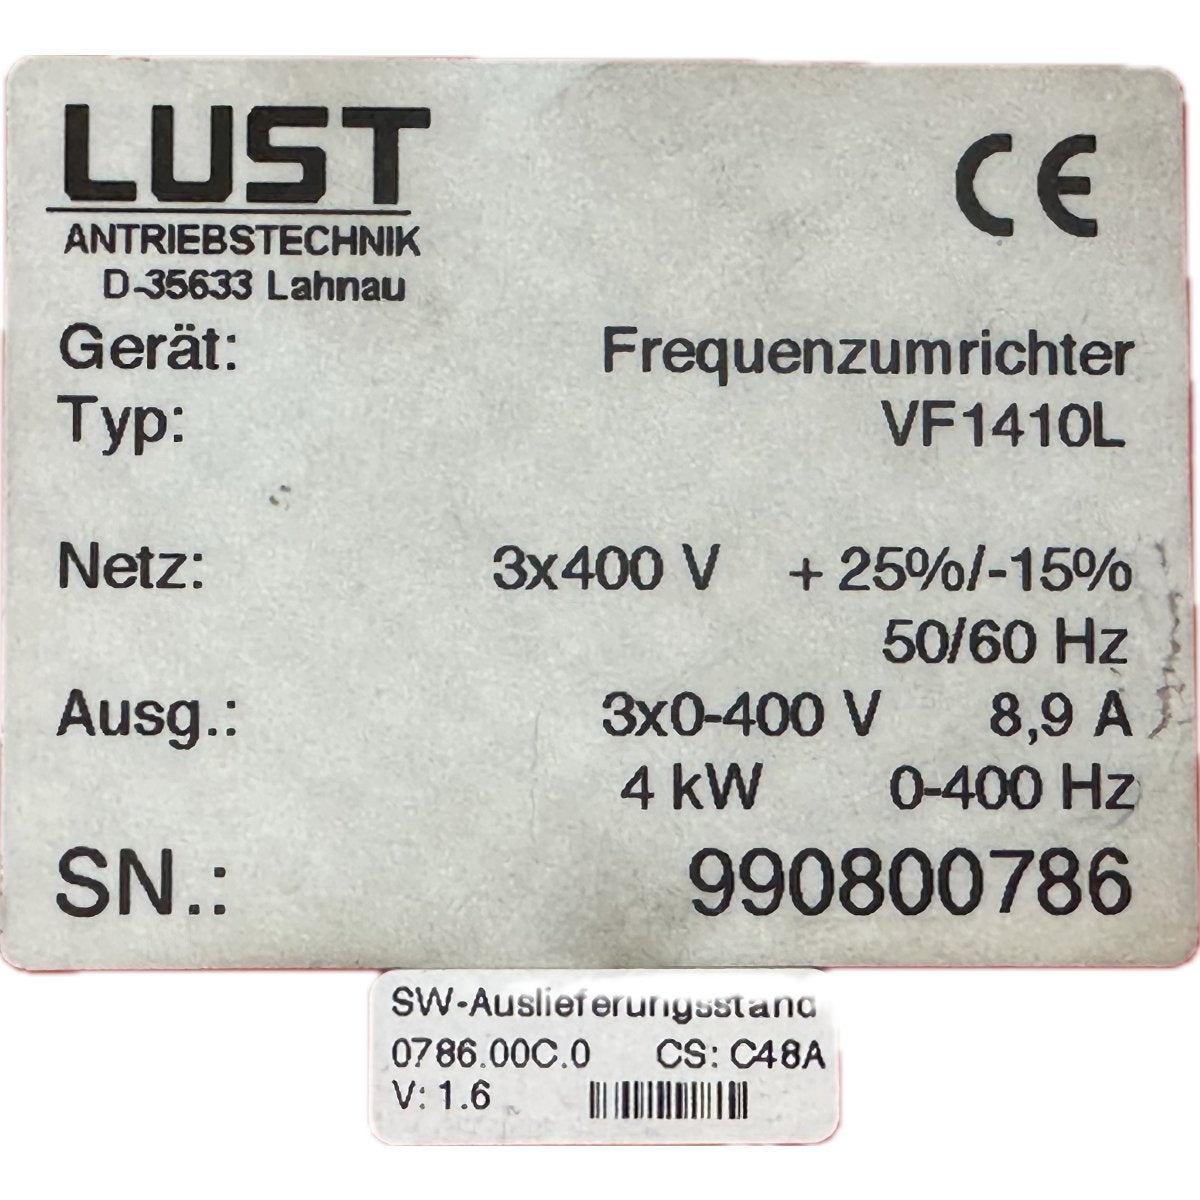 LUST
ANTRIEBSTECHNIK
D-35633 Lahnau
CE
Gerät: Frequenzumrichter
Typ: VF1410L
Netz: 3x400 V + 25%/-15%
50/60 Hz
Ausg.: 3x0-400 V 8,9 A
4 kW 0-400 Hz
SN.: 990800786
SW-Auslieferungsstand
0786.00C.0 CS: C48A
V: 1.6